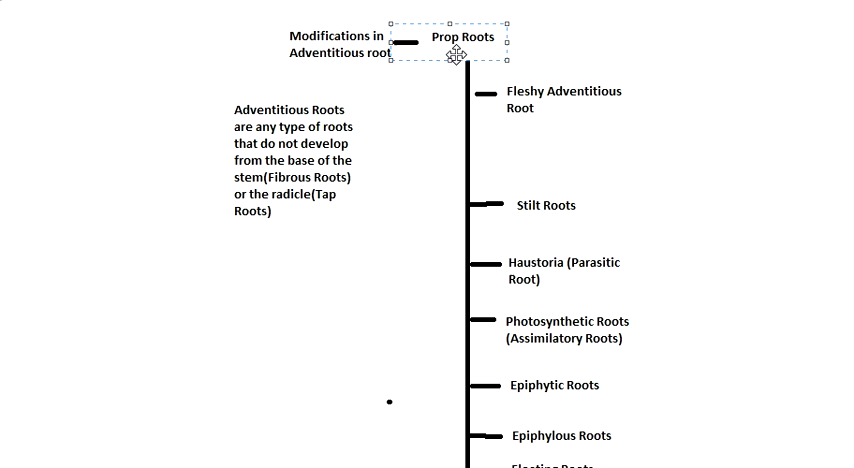 Modifications in
Adventitious root
Prop Roots
Fleshy Adventitious
Root
Adventitious Roots
are any type of roots
that do not develop
from the base of the
stem(Fibrous Roots)
or the radicle(Tap
Roots)
Stilt Roots
Haustoria (Parasitic
Root)
Photosynthetic Roots
(Assimilatory Roots)
Epiphytic Roots
Epiphylous Roots
Floating Roots